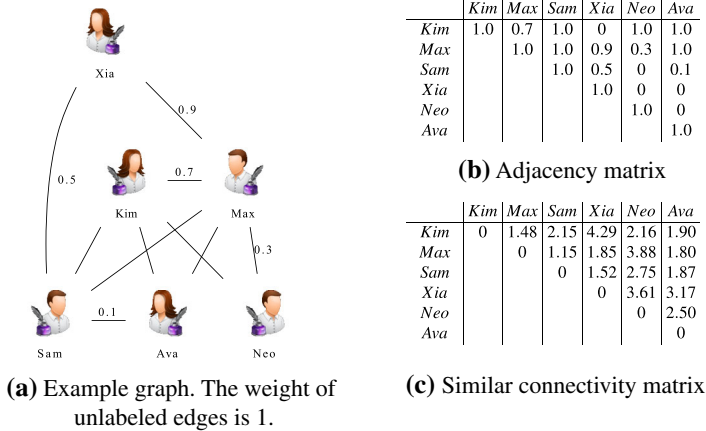 Xia
0.9
0.5
0.7
Kim Max
0.3
0.1
Sam Ava Neo
(a) Example graph. The weight of
unlabeled edges is 1.
Kim Max Sam Xia Neo Ava
Kim 1.0 0.7 1.0 0 1.0 1.0
Max 1.0 1.0 0.9 0.3 1.0
Sam 1.0 0.5 0 0.1
Xia 1.0 0 0
Neo 1.0 0
Ava 1.0
(b) Adjacency matrix
Kim Max Sam Xia Neo Ava
Kim 0 1.48 2.15 4.29 2.16 1.90
Max 0 1.15 1.85 3.88 1.80
Sam 0 1.52 2.75 1.87
Xia 0 3.61 3.17
Neo 0 2.50
Ava 0
(c) Similar connectivity matrix